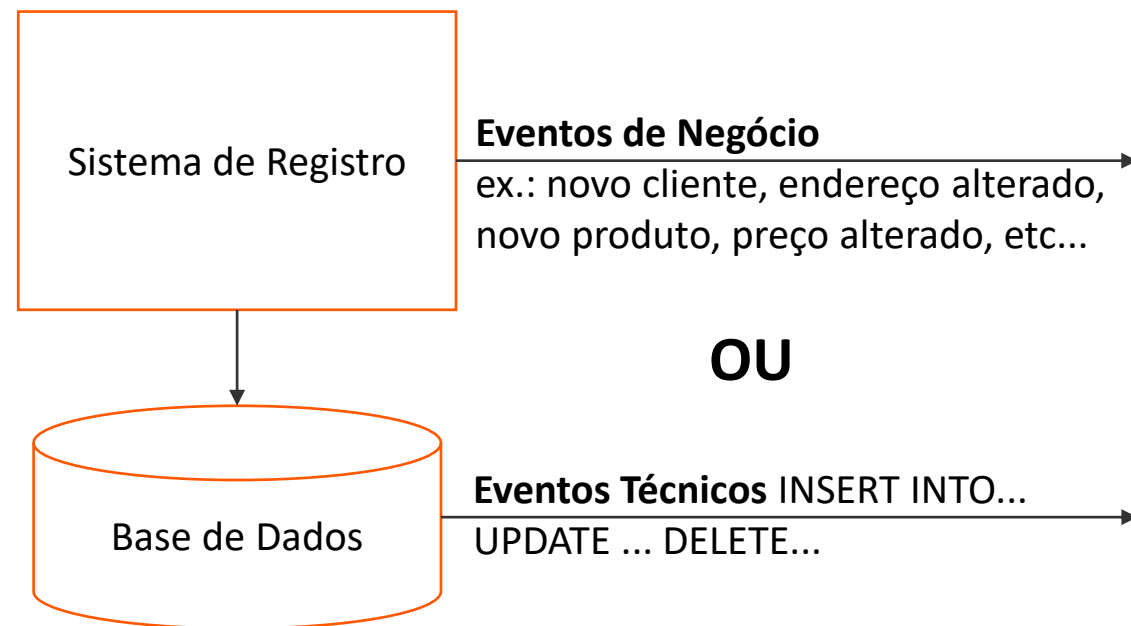 Sistema de Registro
Eventos de Negócio
ex.: novo cliente, endereço alterado,
novo produto, preço alterado, etc...
OU
Base de Dados
Eventos Técnicos INSERT INTO...
UPDATE ... DELETE...